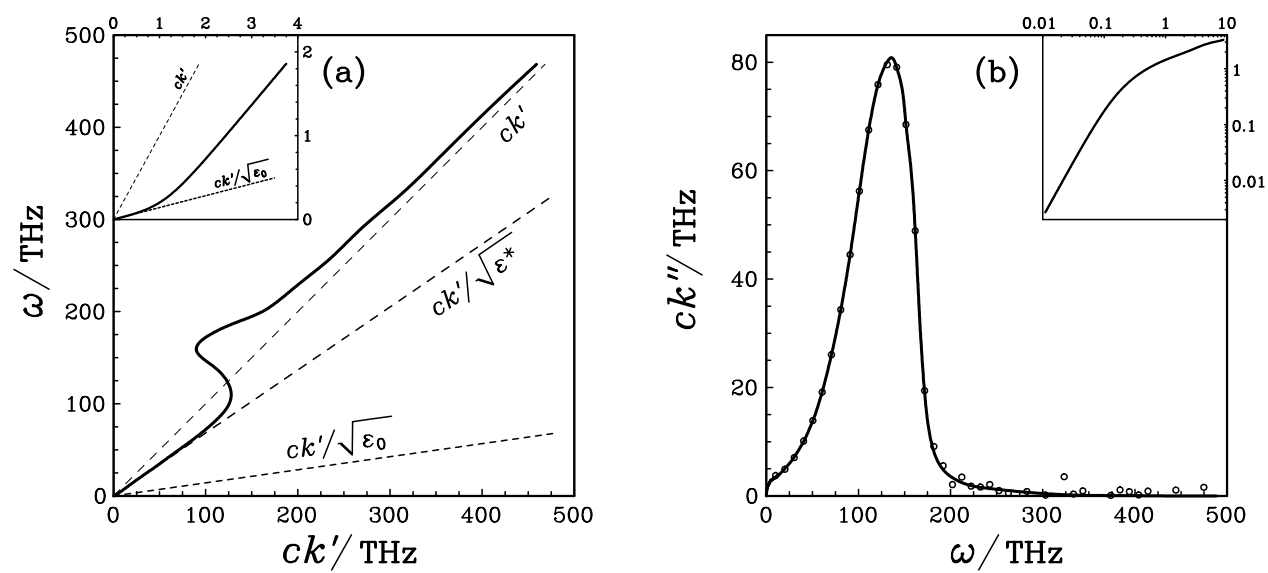 0 1 2 3 4
500
(a)
2
ck′
ck′
400
1
ck′/√ε0
300
0
ω/THz
ck′/√ε*
200
100
ck′/√ε0
0
0 100 200 300 400 500
ck′/THz
0.01 0.1 1 10
80
(b)
1
0.1
60
0.01
ck″/THz
40
20
0
0 100 200 300 400 500
ω/THz